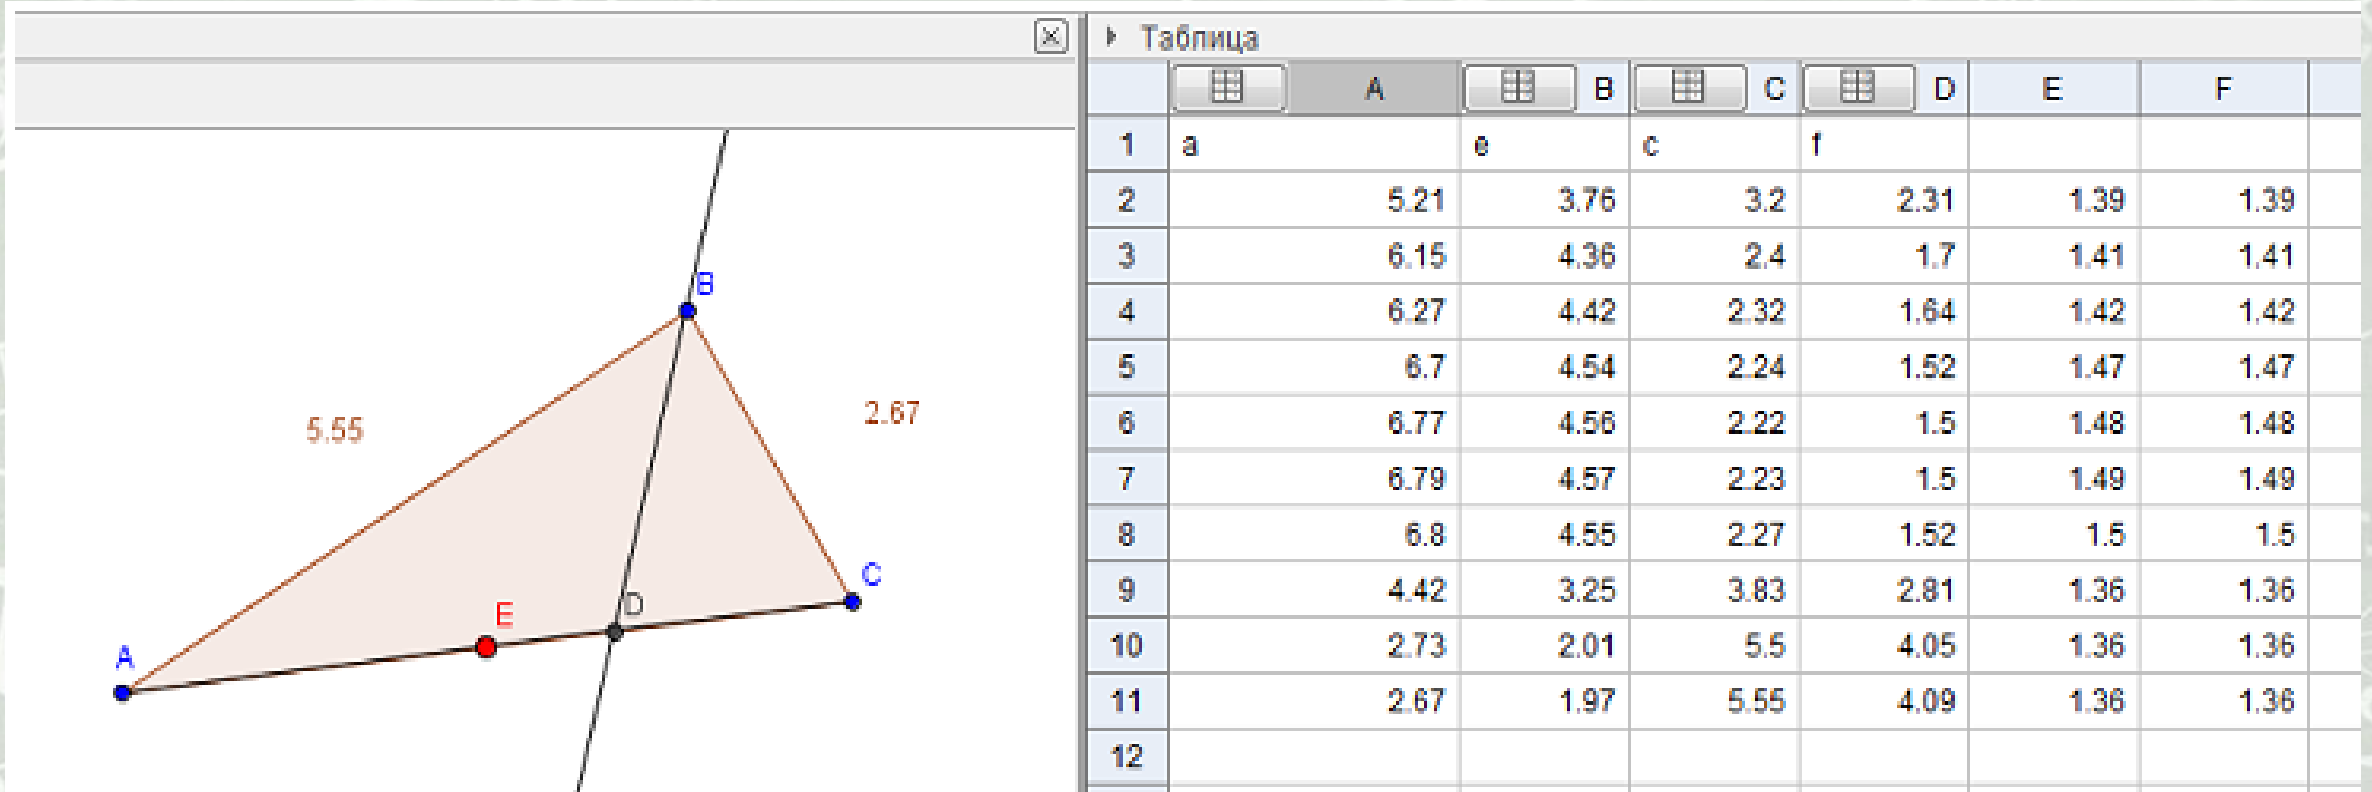 Таблица
A B C D E F
1 a e c f
2 5.21 3.76 3.2 2.31 1.39 1.39
3 6.15 4.36 2.4 1.7 1.41 1.41
4 6.27 4.42 2.32 1.64 1.42 1.42
5 6.7 4.54 2.24 1.52 1.47 1.47
6 6.77 4.56 2.22 1.5 1.48 1.48
7 6.79 4.57 2.23 1.5 1.49 1.49
8 6.8 4.55 2.27 1.52 1.5 1.5
9 4.42 3.25 3.83 2.81 1.36 1.36
10 2.73 2.01 5.5 4.05 1.36 1.36
11 2.67 1.97 5.55 4.09 1.36 1.36
12
B
5.55
2.67
C
E
D
A